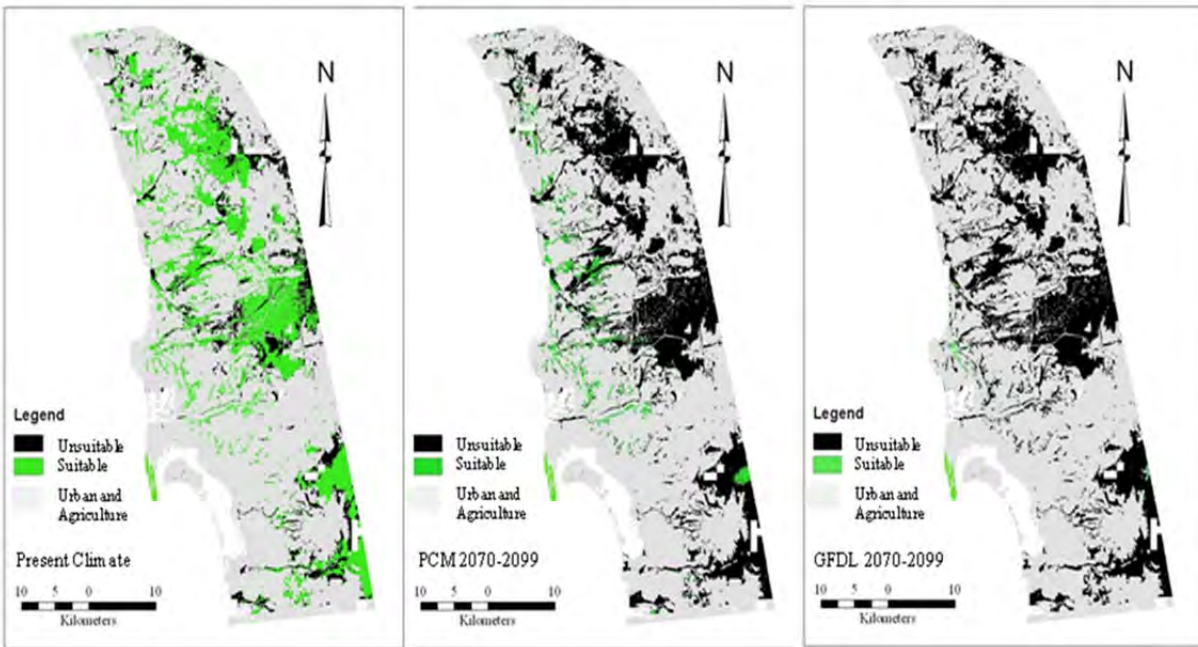 N
Legend
Unsuitable
Suitable
Urban and
Agriculture
Present Climate
10 5 0 10
Kilometers
N
Legend
Unsuitable
Suitable
Urban and
Agriculture
PCM 2070-2099
10 5 0 10
Kilometers
N
Legend
Unsuitable
Suitable
Urban and
Agriculture
GFDL 2070-2099
10 5 0 10
Kilometers